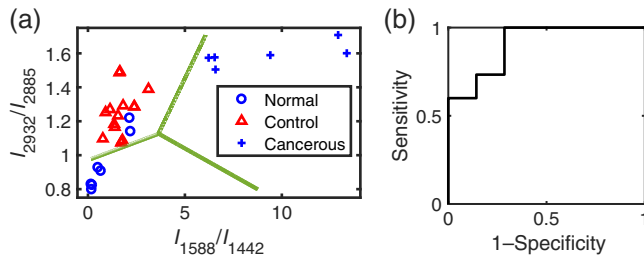 (a)
I2932/I2885
1.6
1.4
1.2
1
0.8
Normal
Control
Cancerous
0
5
10
I1588/I1442
(b)
Sensitivity
1
0.5
0
0
0.5
1
1–Specificity